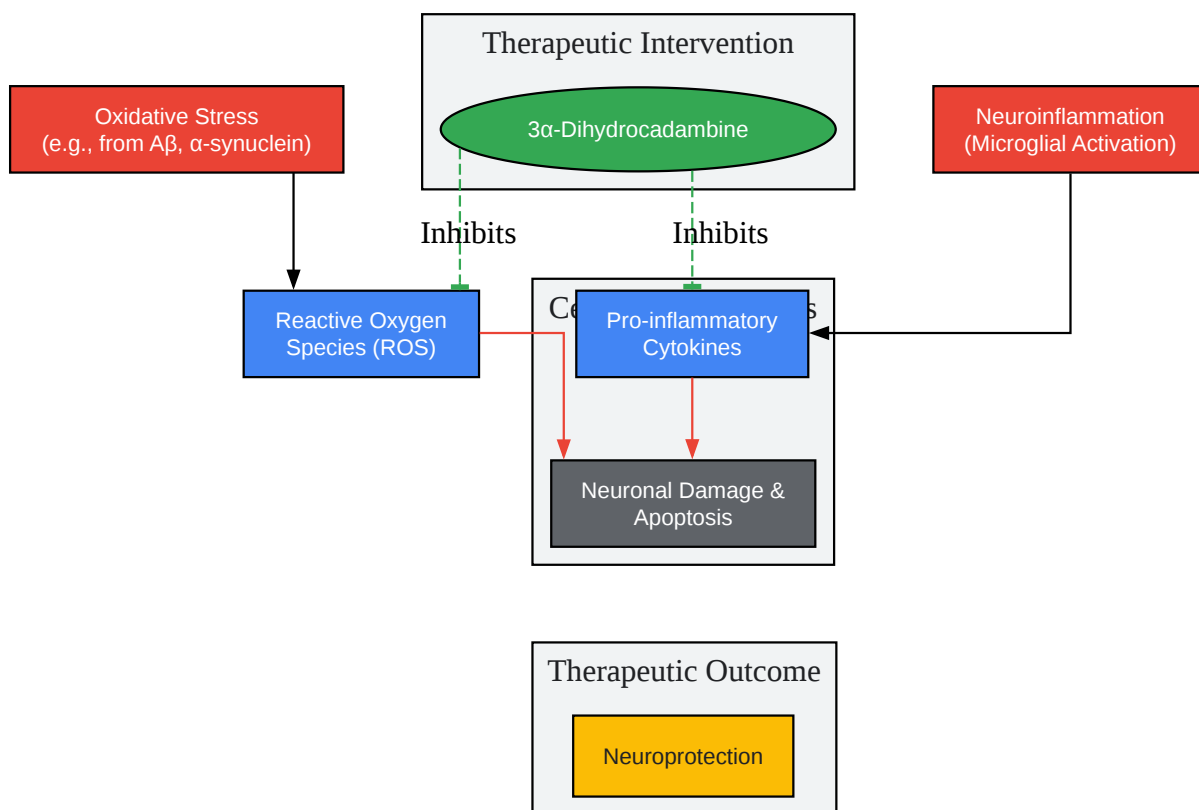 Therapeutic Intervention
Oxidative Stress
(e.g., from Aβ, α-synuclein)
3α-Dihydrocadambine
Neuroinflammation
(Microglial Activation)
Inhibits
Inhibits
Reactive Oxygen
Species (ROS)
Pro-inflammatory
Cytokines
Neuronal Damage &
Apoptosis
Therapeutic Outcome
Neuroprotection